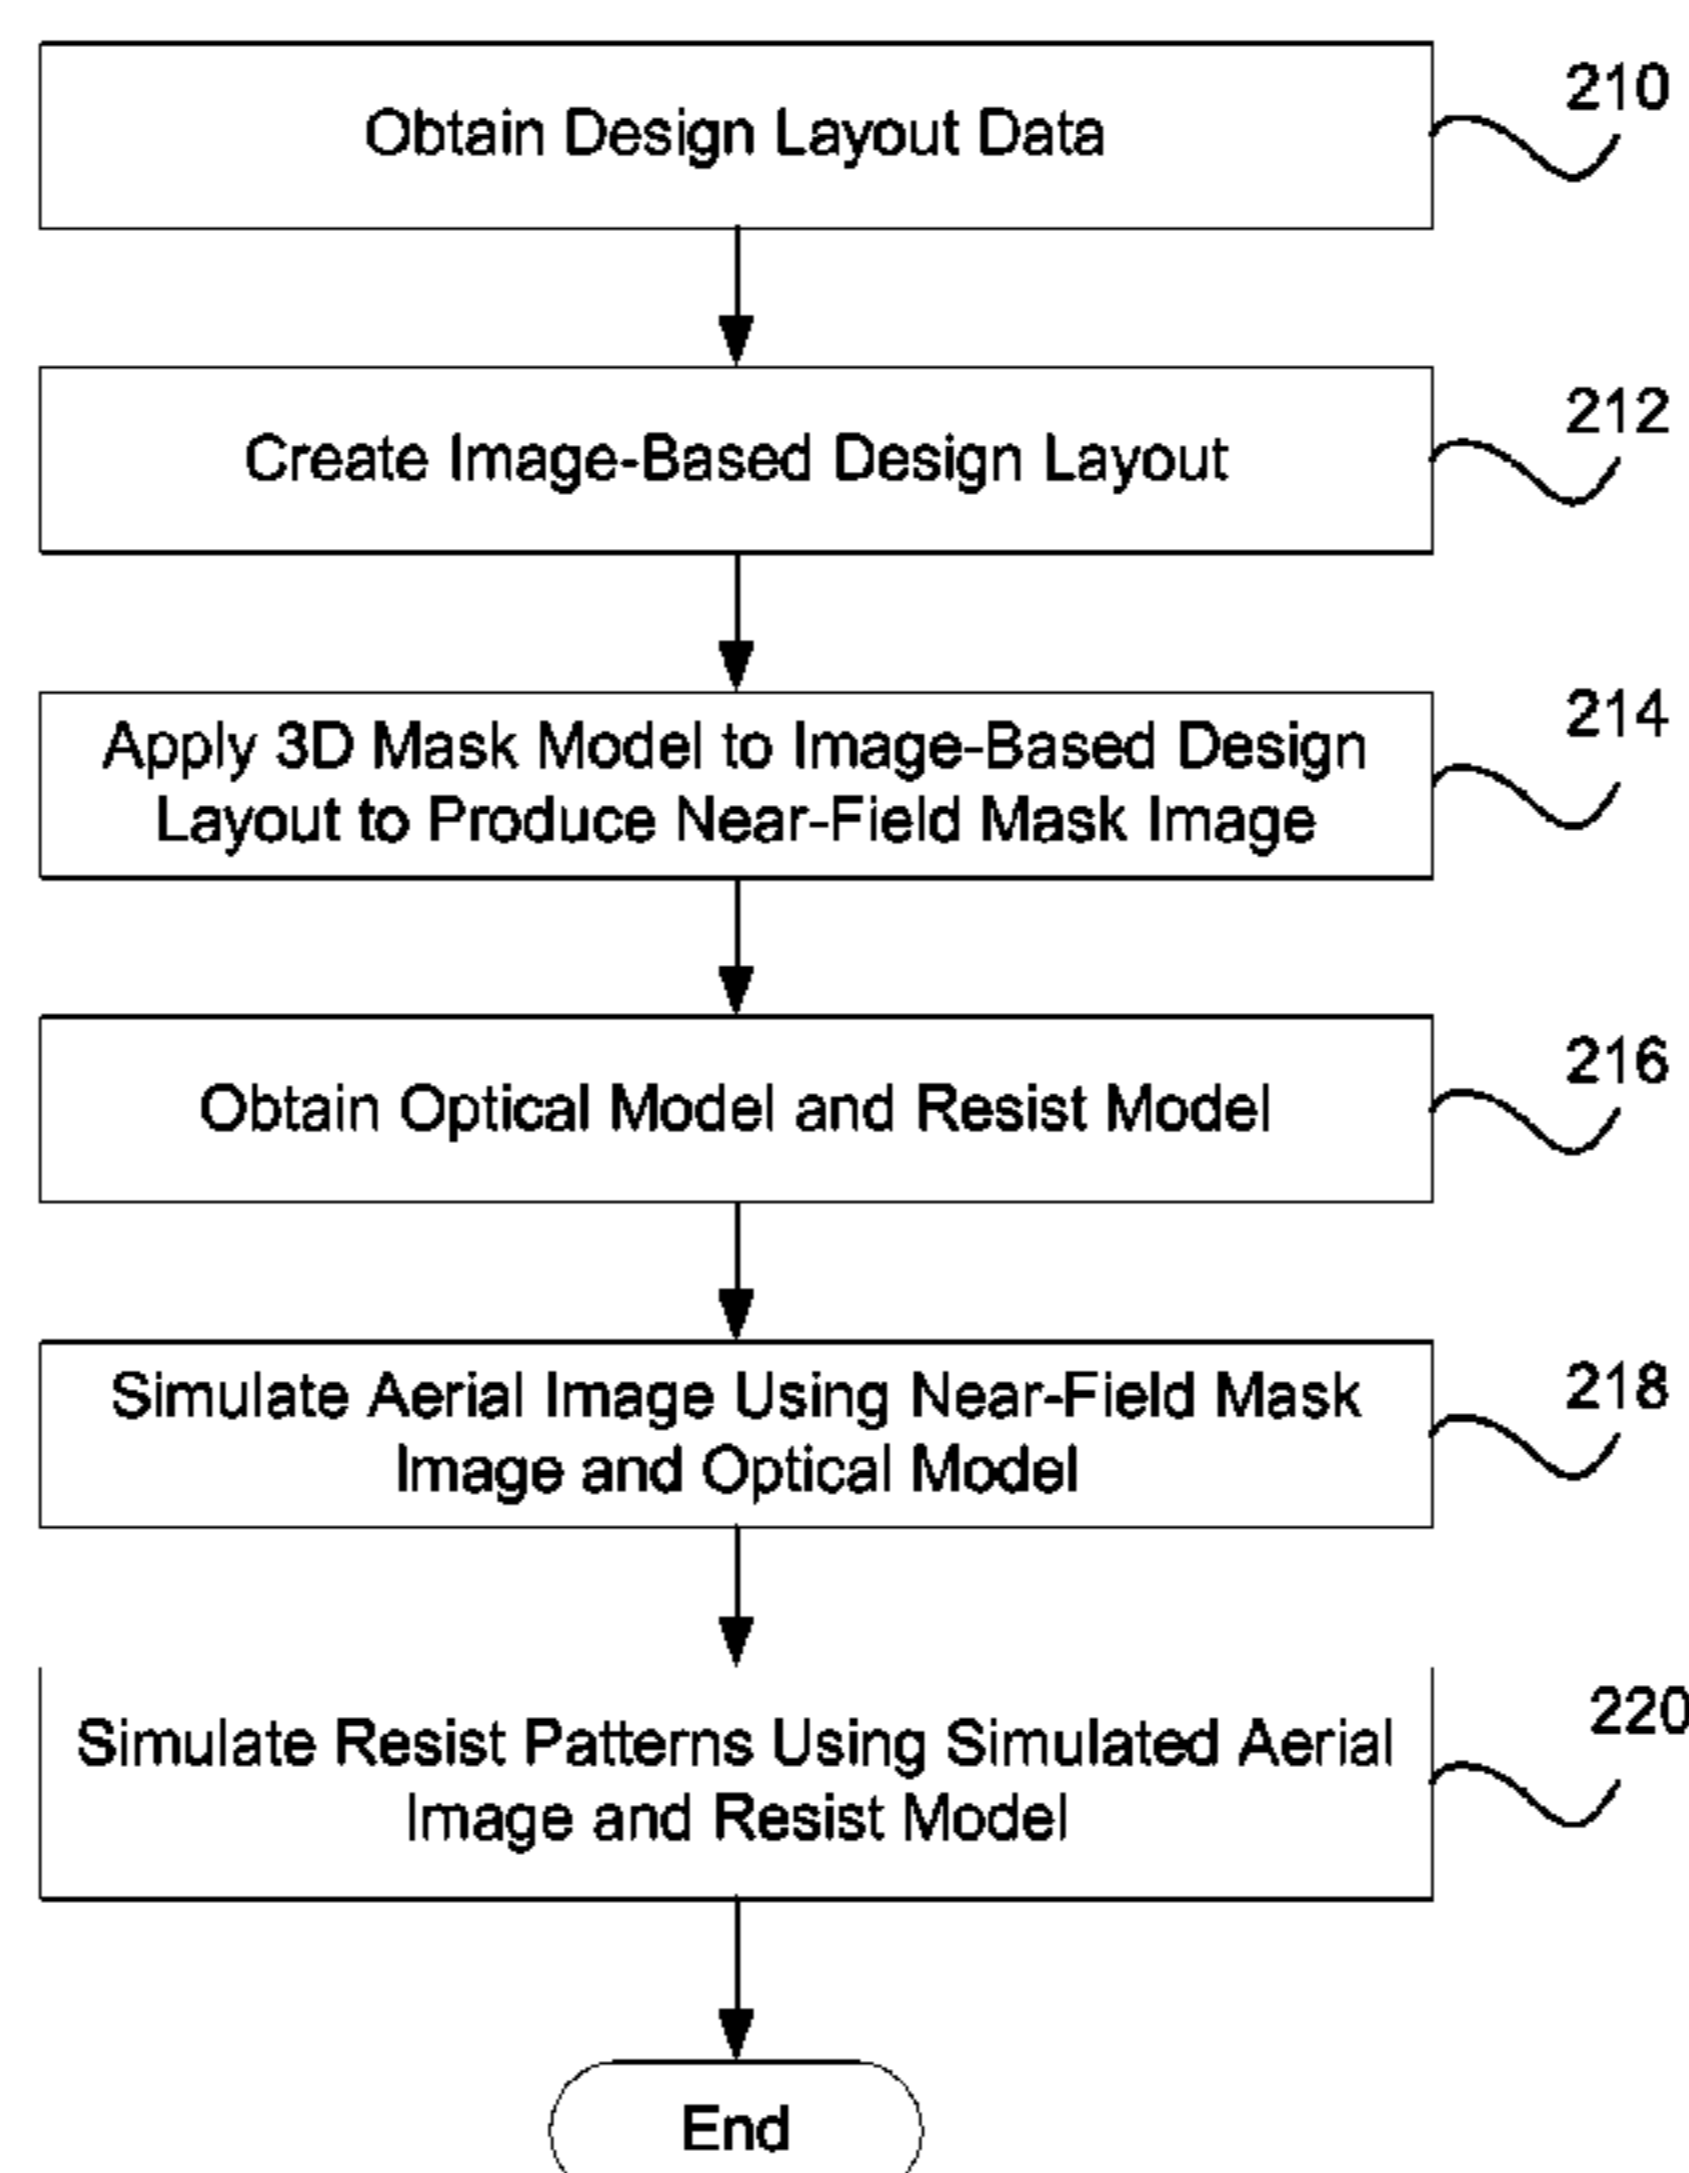 Obtain Design Layout Data
210
Create Image-Based Design Layout
212
Apply 3D Mask Model to Image-Based Design
Layout to Produce Near-Field Mask Image
214
Obtain Optical Model and Resist Model
216
Simulate Aerial Image Using Near-Field Mask
Image and Optical Model
218
Simulate Resist Patterns Using Simulated Aerial
Image and Resist Model
220
End